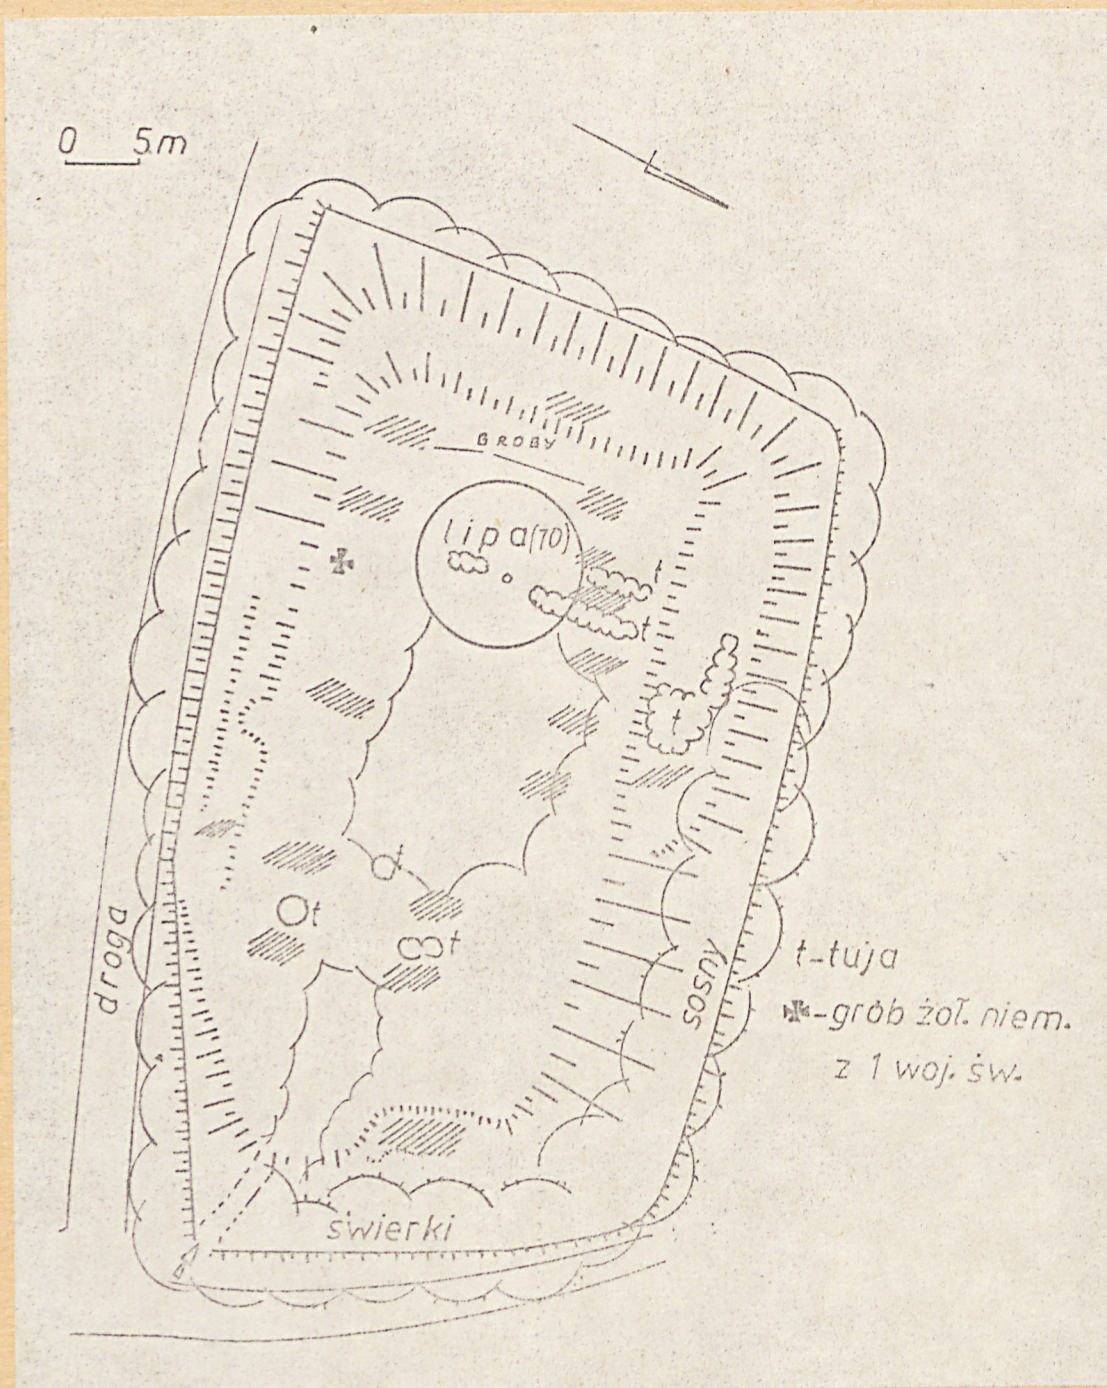 0 5m
GROBY
lipa(70)
t
t
t
t
t
t
droga
sosny
t-tuja
-grób żoł. niem.
z 1 woj. św.
świerki